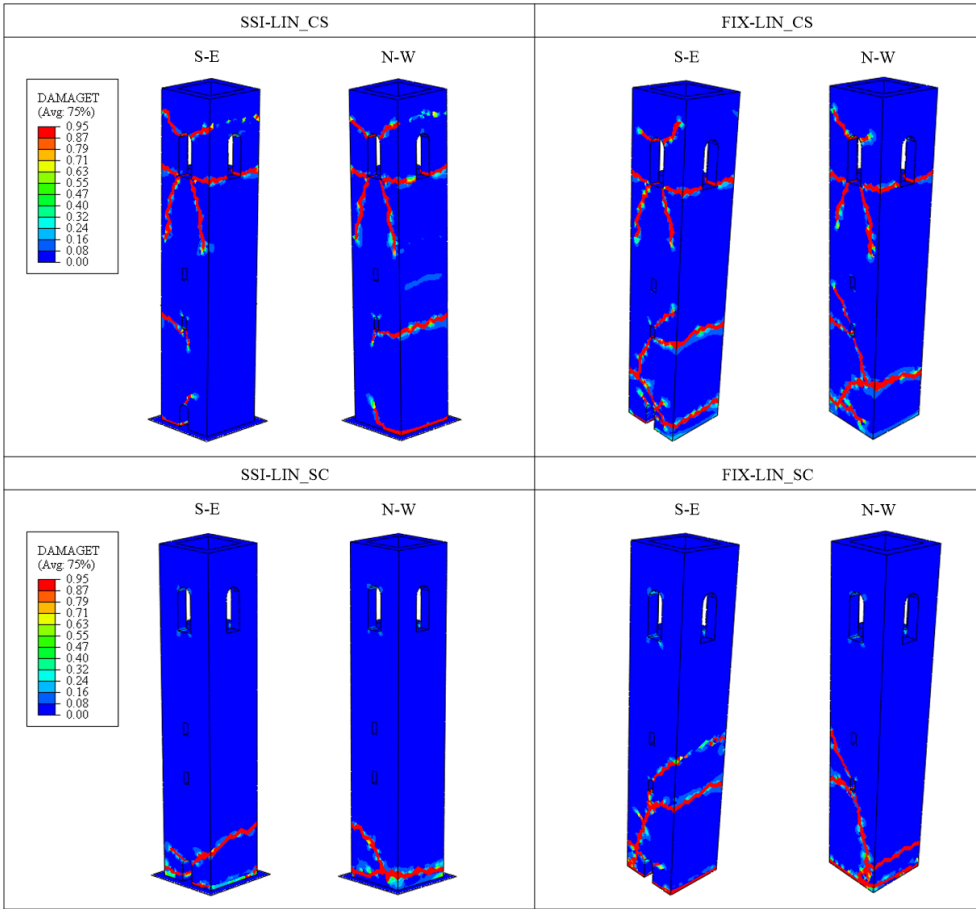 SSI-LIN_CS
FIX-LIN_CS
S-E
N-W
S-E
N-W
DAMAGET
(Avg: 75%)
0.95
0.87
0.79
0.71
0.63
0.55
0.47
0.40
0.32
0.24
0.16
0.08
0.00
SSI-LIN_SC
FIX-LIN_SC
S-E
N-W
S-E
N-W
DAMAGET
(Avg: 75%)
0.95
0.87
0.79
0.71
0.63
0.55
0.47
0.40
0.32
0.24
0.16
0.08
0.00